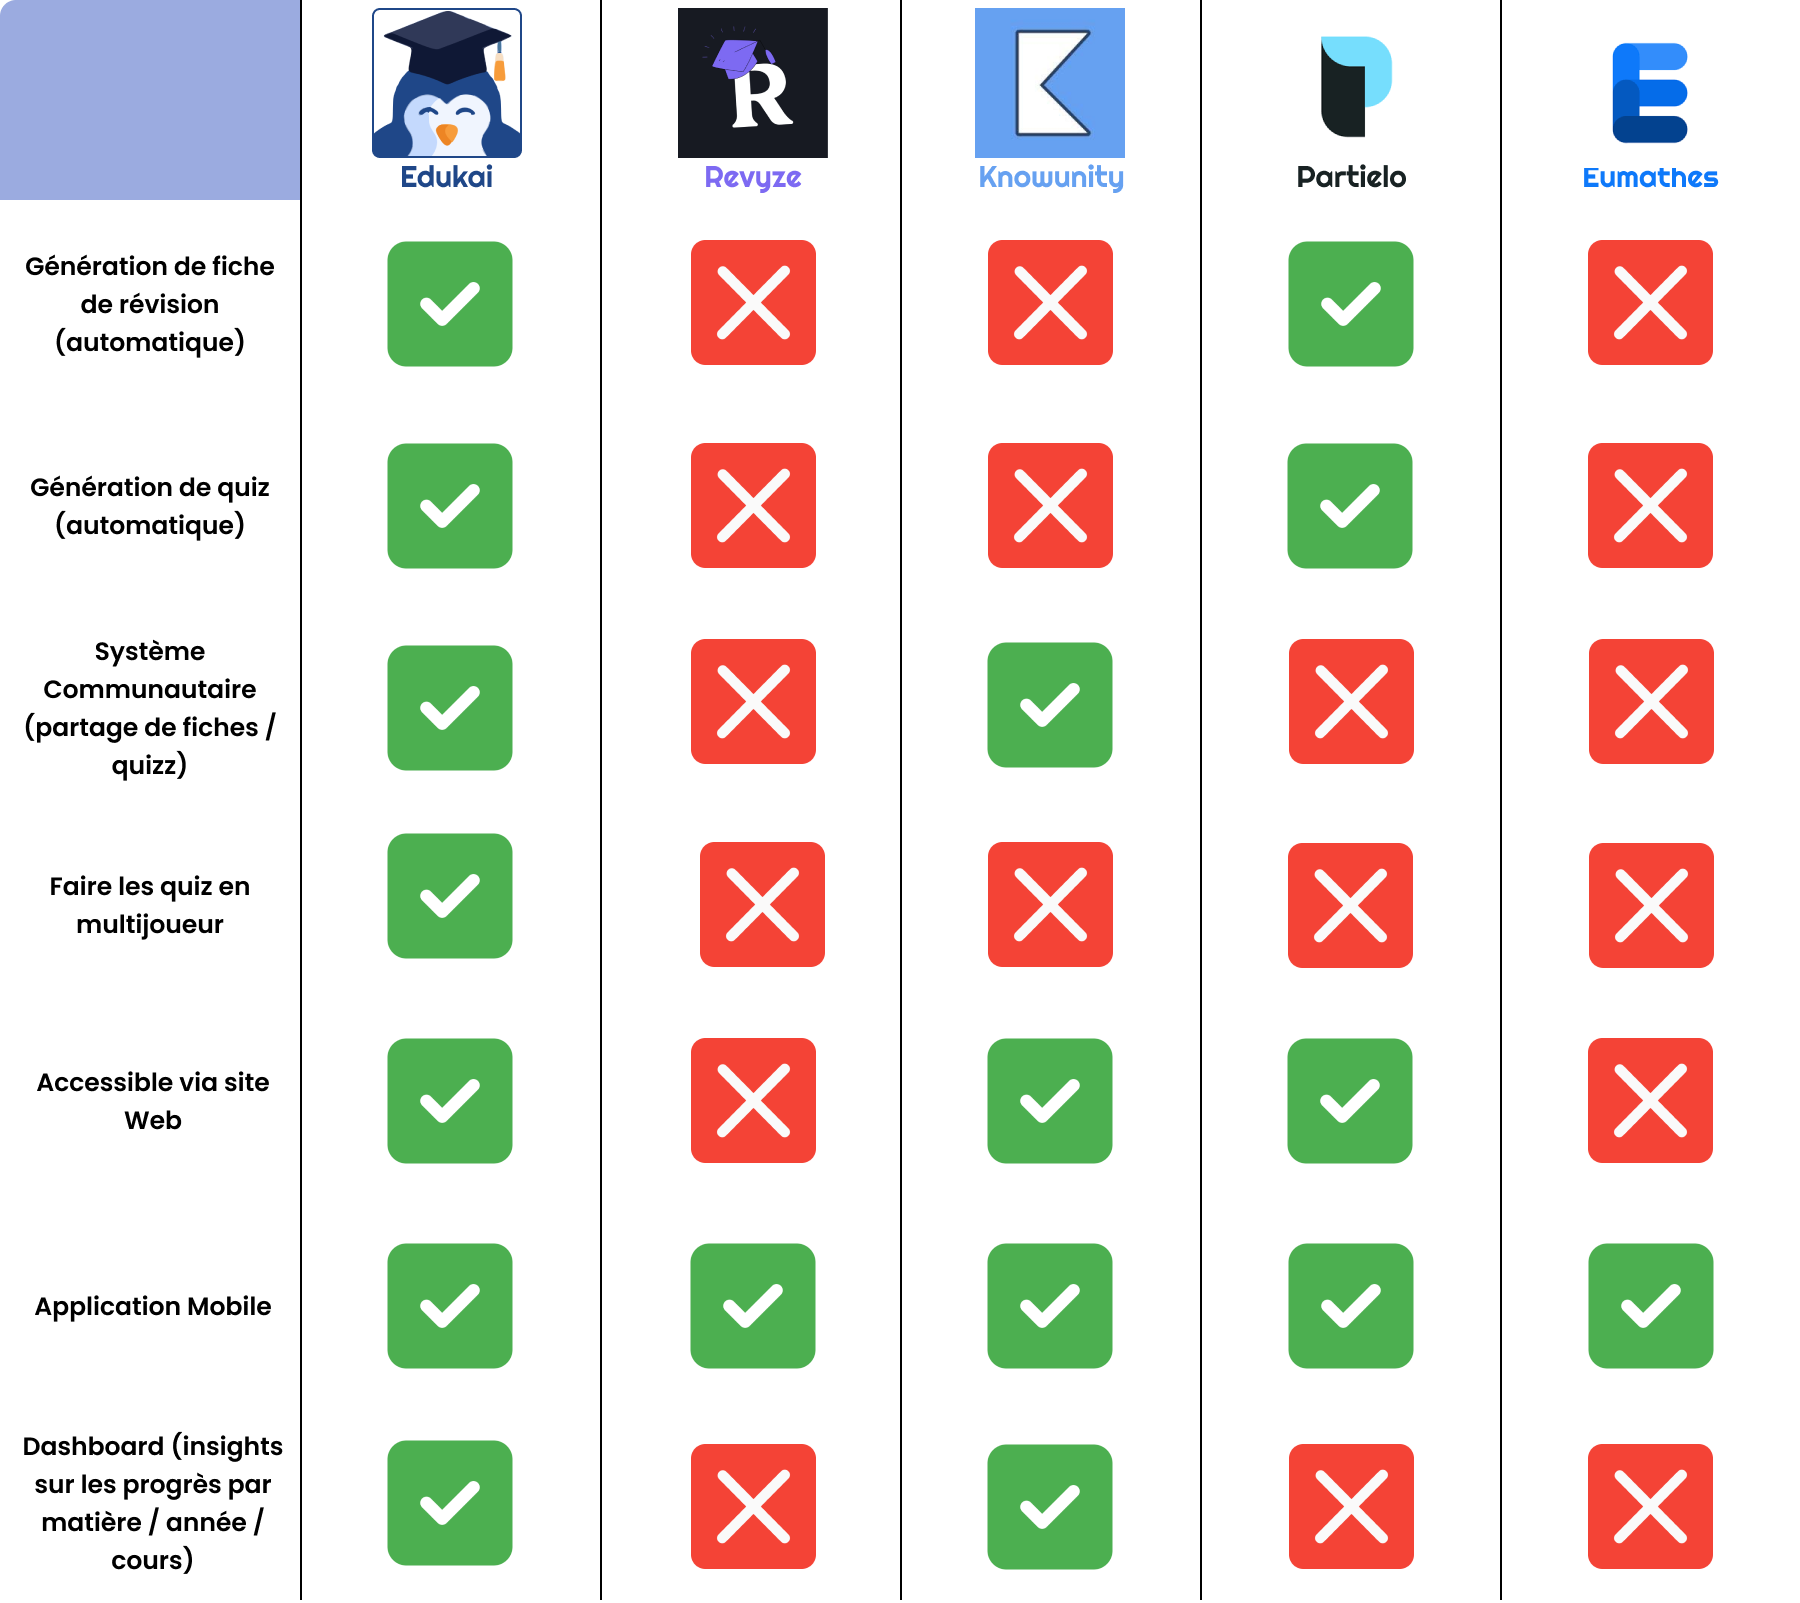 Edukai
Revyze
Knowunity
Partielo
Eumathes
Génération de fiche
de révision
(automatique)
Génération de quiz
(automatique)
Système
Communautaire
(partage de fiches /
quizz)
Faire les quiz en
multijoueur
Accessible via site
Web
Application Mobile
Dashboard (insights
sur les progrès par
matière / année /
cours)